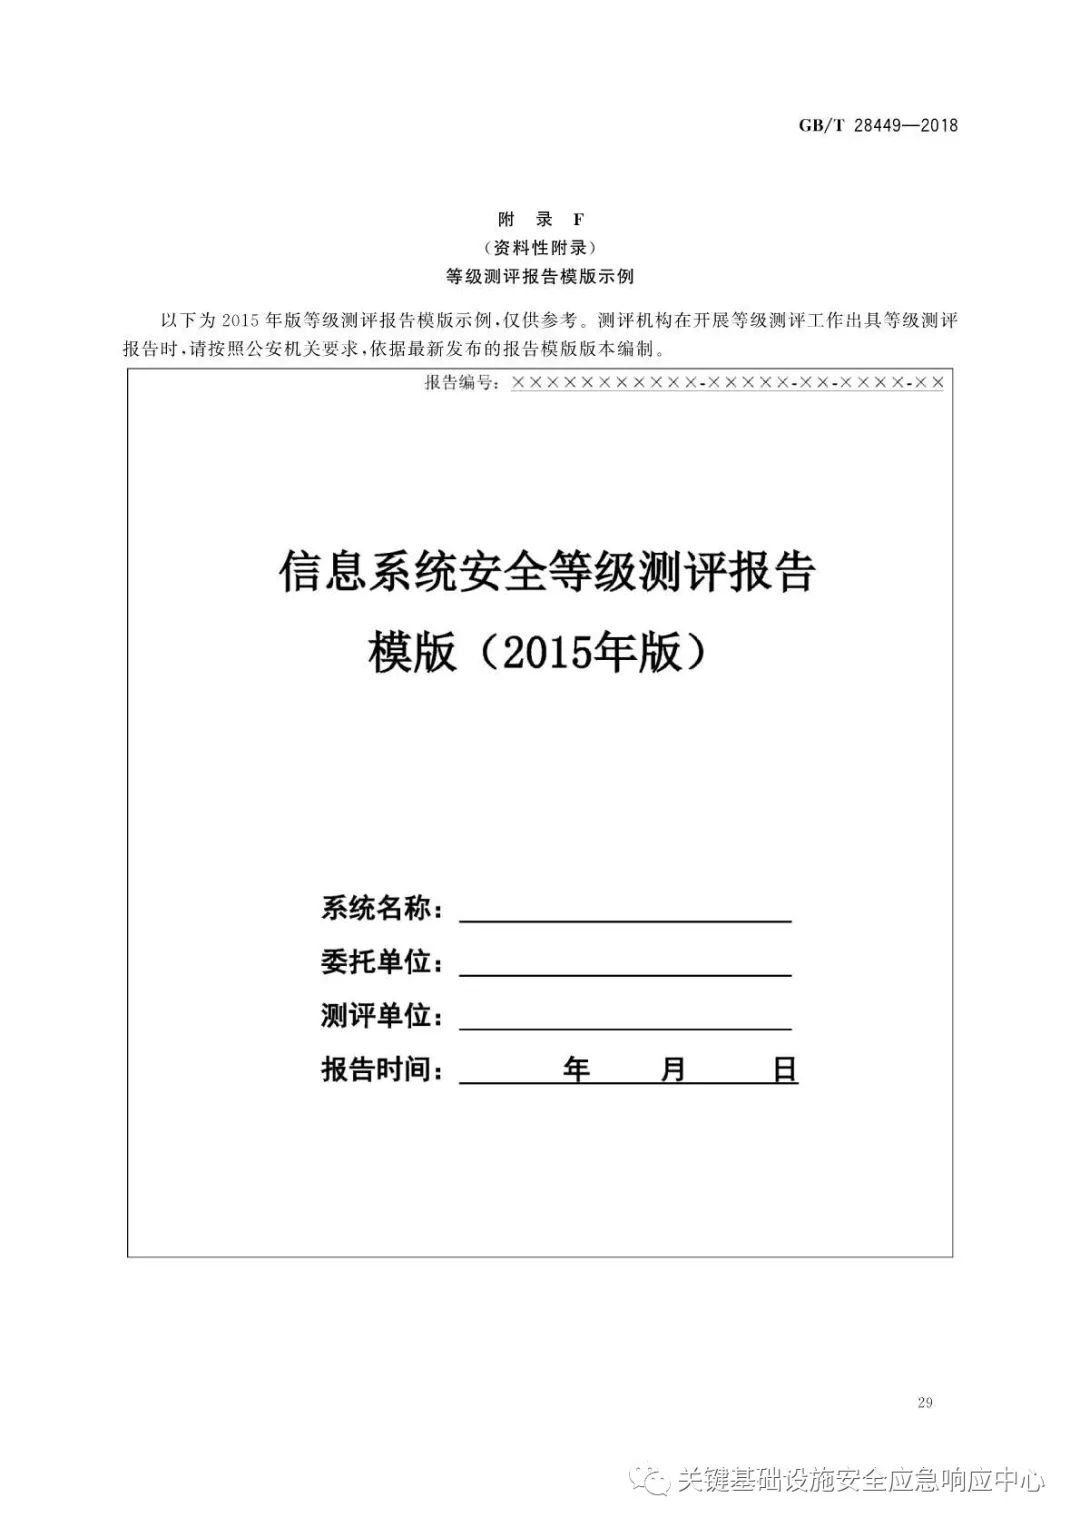 GB/T 28449—2018
附 录 F
（资料性附录）
等级测评报告模版示例
以下为 2015 年版等级测评报告模版示例,仅供参考。测评机构在开展等级测评工作出具等级测评
报告时,请按照公安机关要求,依据最新发布的报告模版版本编制。
报告编号：×××××××××××-×××××-××-××××-××
信息系统安全等级测评报告
模版（2015年版）
系统名称：
委托单位：
测评单位：
报告时间： 年 月 日
29
关键基础设施安全应急响应中心